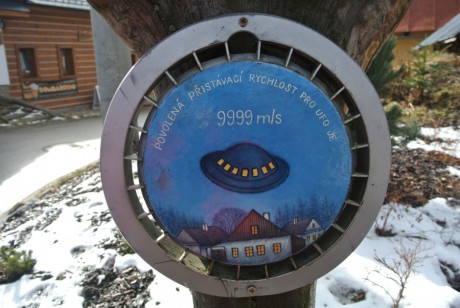 POVOLENÁ PŘISTÁVACÍ RYCHLOST PRO UFO JE
9999 m/s